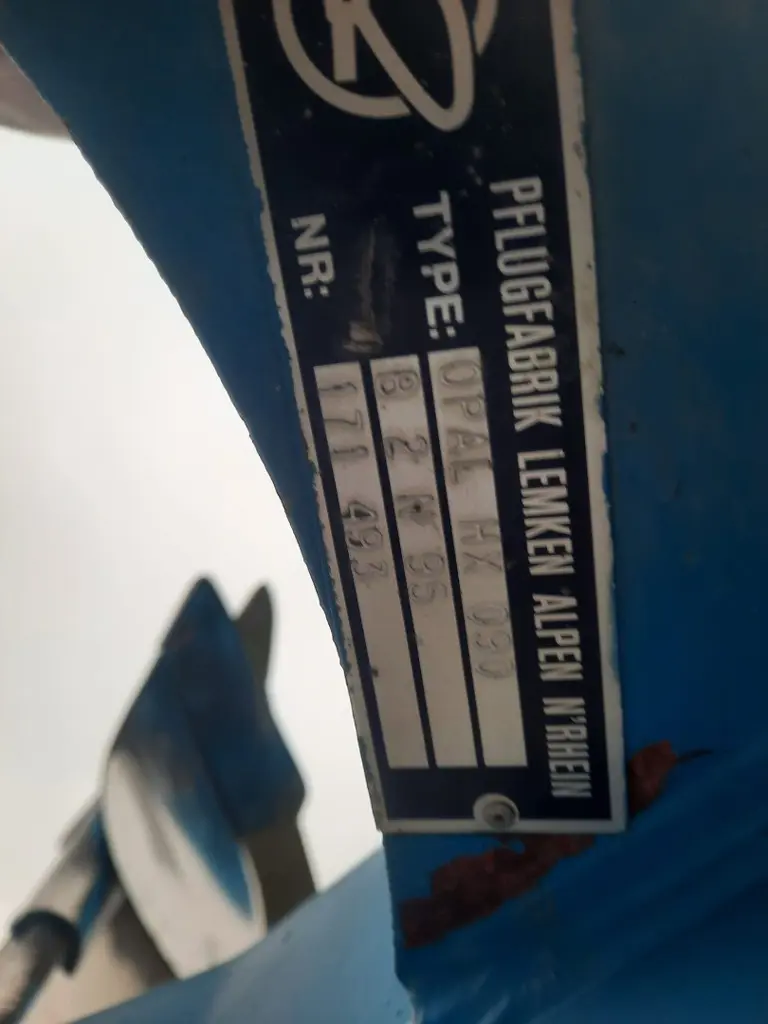 PFLUGFABRIK LEMKEN ALPEN N'RHEIN
TYPE: OPAL HX 090
B. 2 N 95
NR: 171 493